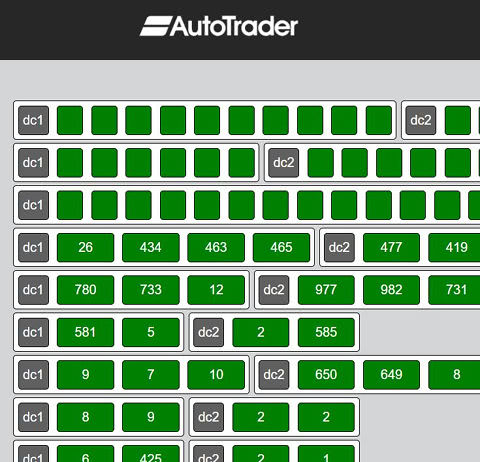 AutoTrader
dc1 dc2
dc1 dc2
dc1
dc1 26 434 463 465 dc2 477 419
dc1 780 733 12 dc2 977 982 731
dc1 581 5 dc2 2 585
dc1 9 7 10 dc2 650 649 8
dc1 8 9 dc2 2 2
dc1 6 425 dc2 2 1